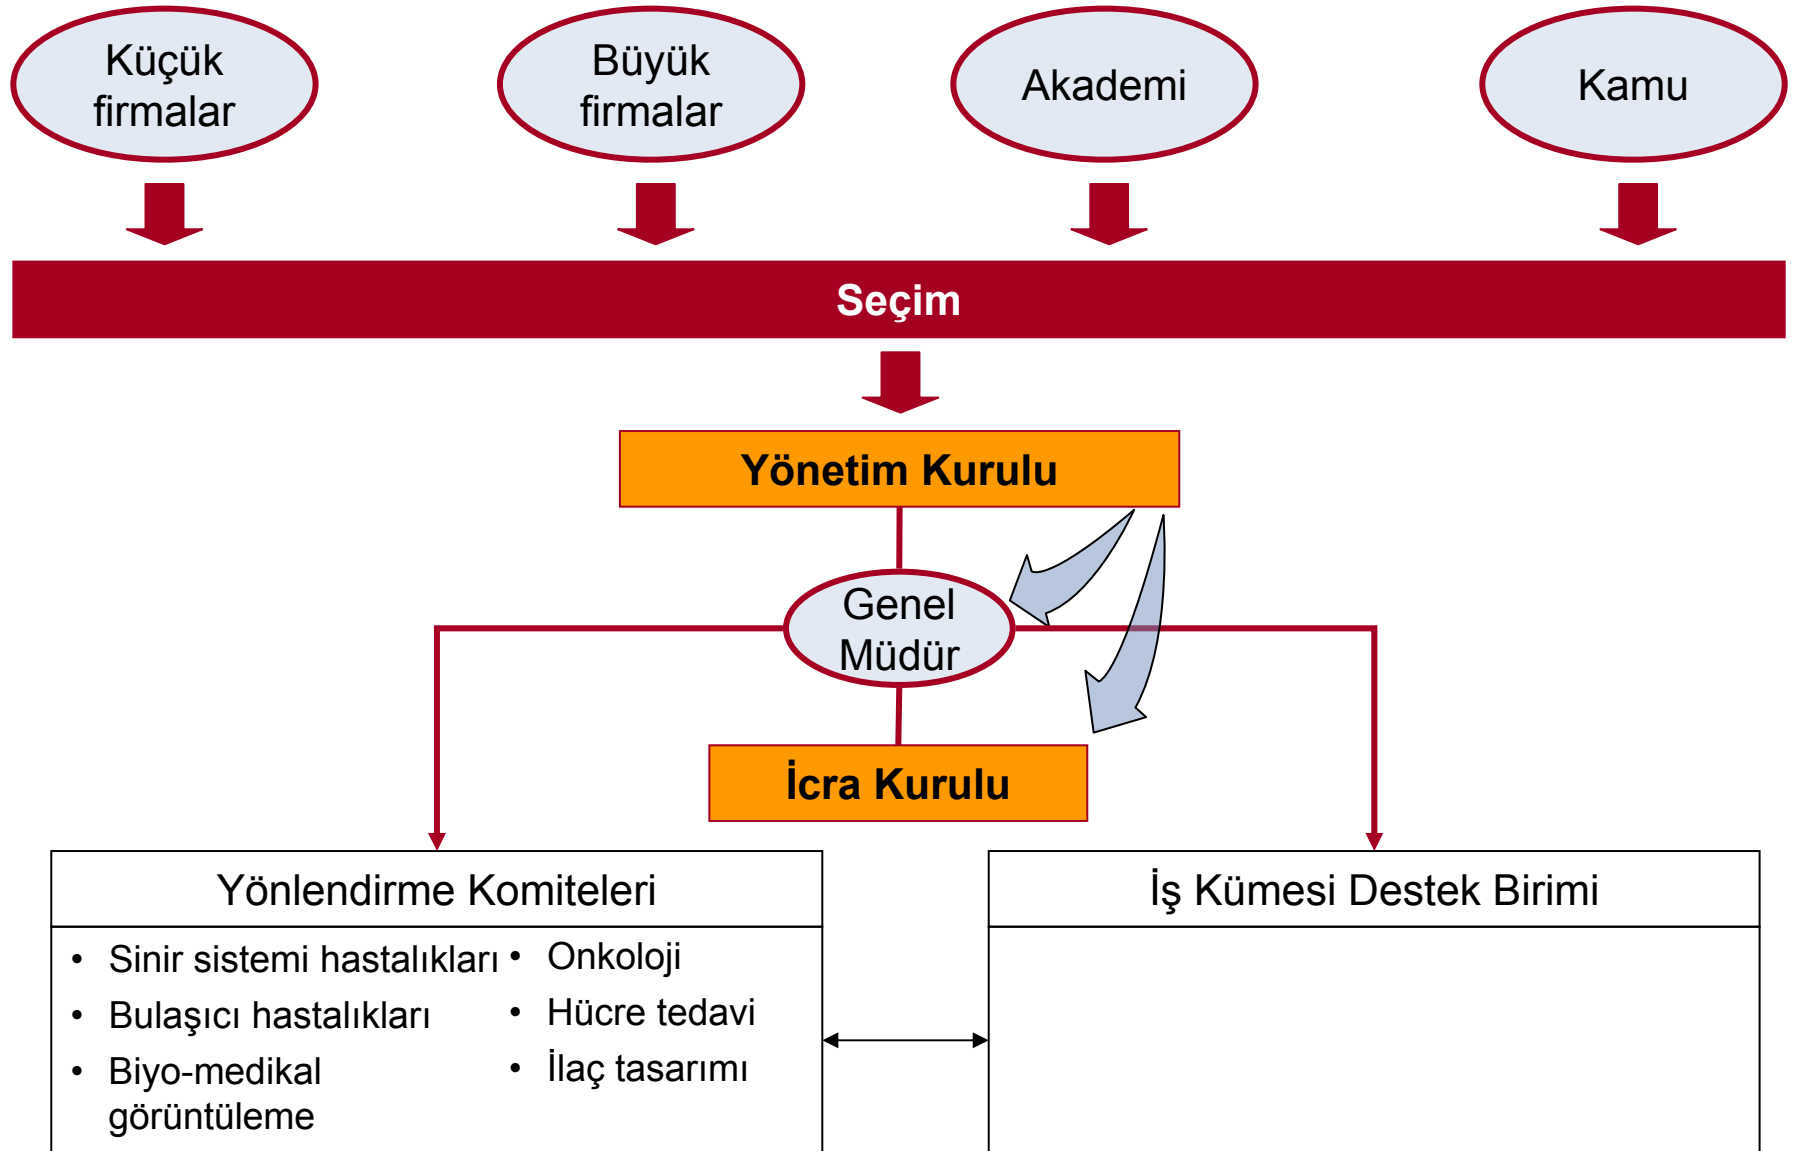 Küçük
firmalar
Büyük
firmalar
Akademi
Kamu
Seçim
Yönetim Kurulu
Genel
Müdür
İcra Kurulu
Yönlendirme Komiteleri
• Sinir sistemi hastalıkları
• Bulaşıcı hastalıkları
• Biyo-medikal
görüntüleme
• Onkoloji
• Hücre tedavi
• İlaç tasarımı
İş Kümesi Destek Birimi